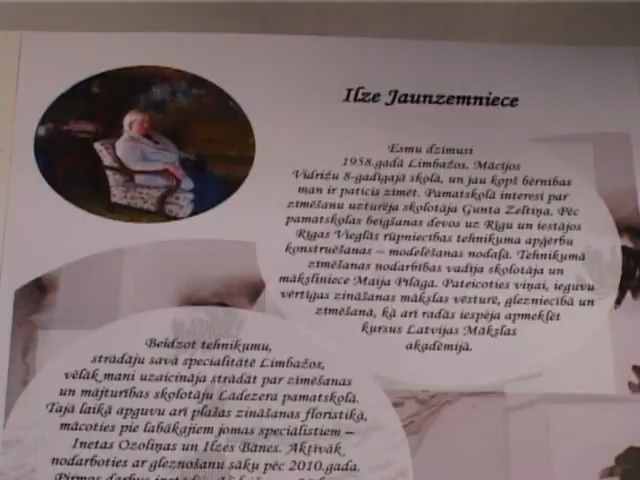 Ilze Jaunzemniece
Esmu dzimusi
1958.gadā Limbažos. Mācījos
Vidrižu 8-gadīgajā skolā, un jau kopš bērnības
man ir paticis zīmēt. Pamatskolā interesi par
zīmēšanu uzturēja skolotāja Gunta Zeltiņa. Pēc
pamatskolas beigšanas devos uz Rīgu un iestājos
Rīgas Vieglās rūpniecības tehnikuma apģērbu
konstruēšanas – modelēšanas nodaļā. Tehnikumā
zīmēšanas nodarbības vadīja skolotāja un
māksliniece Maija Pīlāga. Pateicoties viņai, ieguvu
vērtīgas zināšanas mākslas vēsturē, glezniecībā un
zīmēšanā, kā arī radās iespēja apmeklēt
kursus Latvijas Mākslas
akadēmijā.
Beidzot tehnikumu,
strādāju savā specialitātē Limbažos,
vēlāk mani uzaicināja strādāt par zīmēšanas
un mājturības skolotāju Lādezera pamatskolā.
Tajā laikā apguvu arī plašas zināšanas floristikā,
mācoties pie labākajiem jomas speciālistiem –
Inetas Ozoliņas un Ilzes Bānes. Aktīvāk
nodarboties ar gleznošanu sāku pēc 2010.gada.
Pirmos darbus